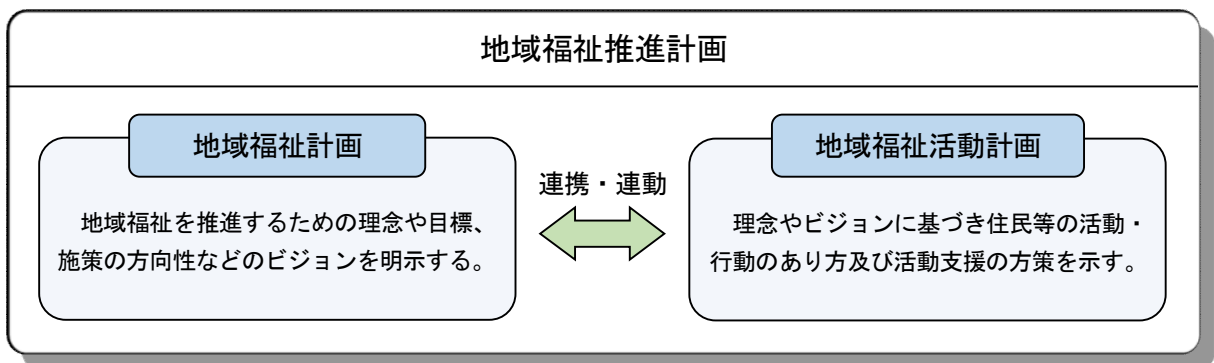 地域福祉推進計画
地域福祉計画
地域福祉を推進するための理念や目標、
施策の方向性などのビジョンを明示する。
連携・連動
地域福祉活動計画
理念やビジョンに基づき住民等の活動・
行動のあり方及び活動支援の方策を示す。